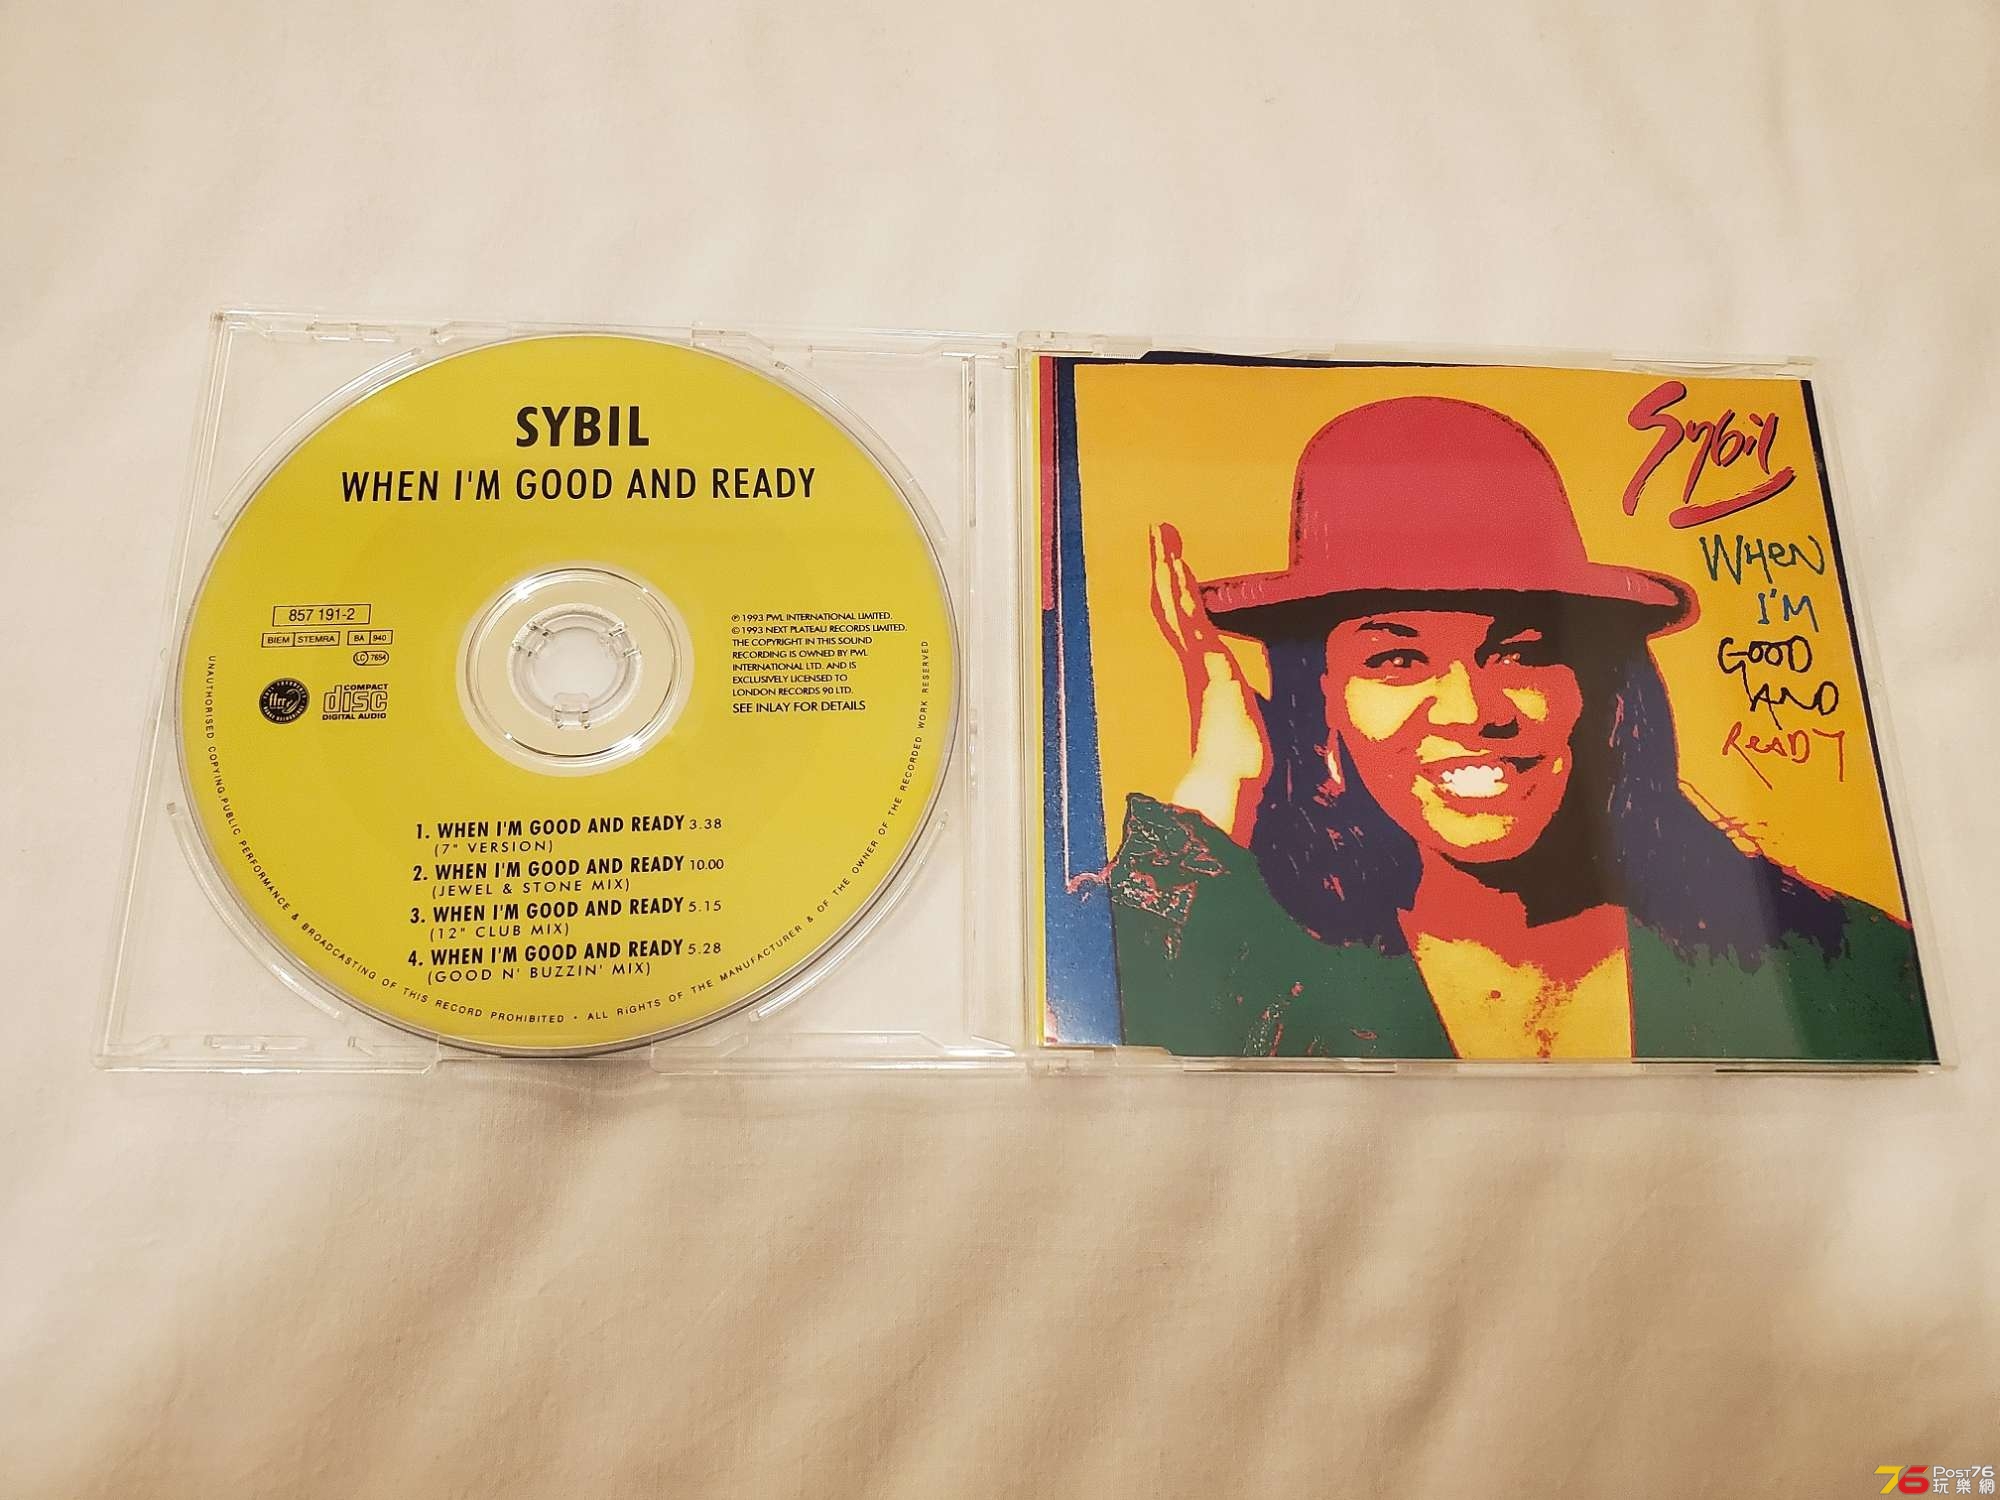 SYBIL
WHEN I'M GOOD AND READY
857 191-2
BIEM STEMRA BA 940
LC 7654
ffrr
COMPACT
disc
DIGITAL AUDIO
℗ 1993 PWL INTERNATIONAL LIMITED.
© 1993 NEXT PLATEAU RECORDS LIMITED.
THE COPYRIGHT IN THIS SOUND
RECORDING IS OWNED BY PWL
INTERNATIONAL LTD. AND IS
EXCLUSIVELY LICENSED TO
LONDON RECORDS 90 LTD.
SEE INLAY FOR DETAILS
1. WHEN I'M GOOD AND READY 3.38
(7" VERSION)
2. WHEN I'M GOOD AND READY 10.00
(JEWEL & STONE MIX)
3. WHEN I'M GOOD AND READY 5.15
(12" CLUB MIX)
4. WHEN I'M GOOD AND READY 5.28
(GOOD N' BUZZIN' MIX)
UNAUTHORISED COPYING, PUBLIC PERFORMANCE & BROADCASTING OF THIS RECORD PROHIBITED • ALL RiGHTS OF THE MANUFACTURER & OF THE OWNER OF THE RECORDED WORK RESERVED
Sybil
WHeN
I'M
GOOD
AND
ReADY
76 Post76
玩樂網